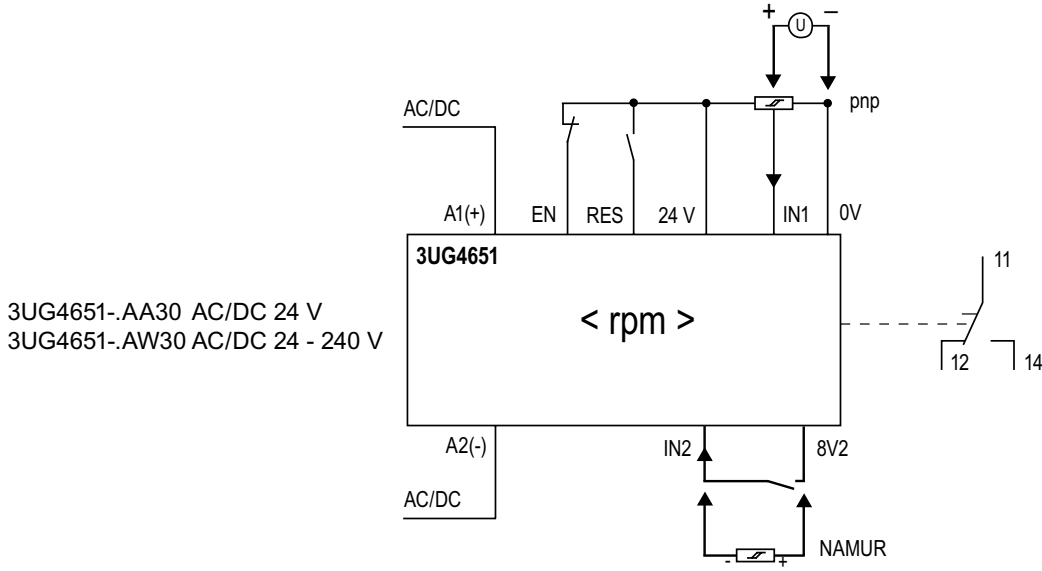 + U –
pnp
AC/DC
A1(+) EN RES 24 V IN1 0V
3UG4651
11
3UG4651-.AA30 AC/DC 24 V
< rpm >
3UG4651-.AW30 AC/DC 24 - 240 V
12 14
A2(-) IN2 8V2
AC/DC
NAMUR
- +